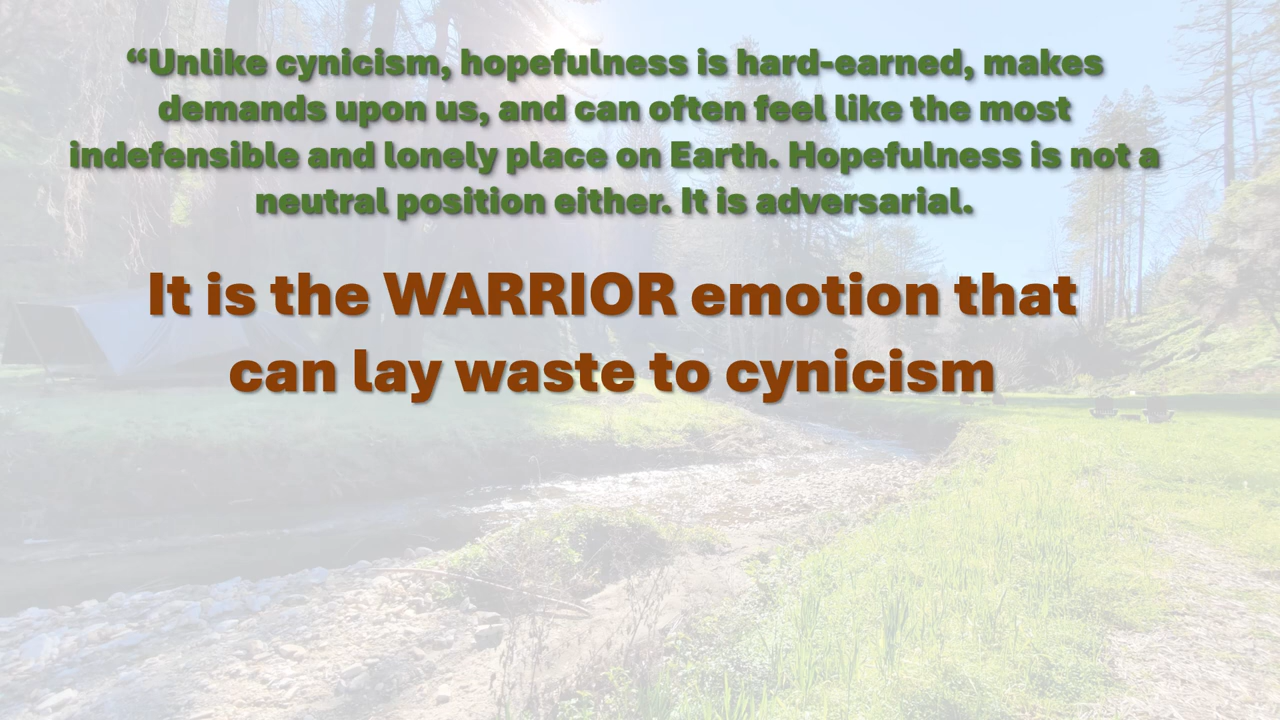 “Unlike cynicism, hopefulness is hard-earned, makes
demands upon us, and can often feel like the most
indefensible and lonely place on Earth. Hopefulness is not a
neutral position either. It is adversarial.
It is the WARRIOR emotion that
can lay waste to cynicism